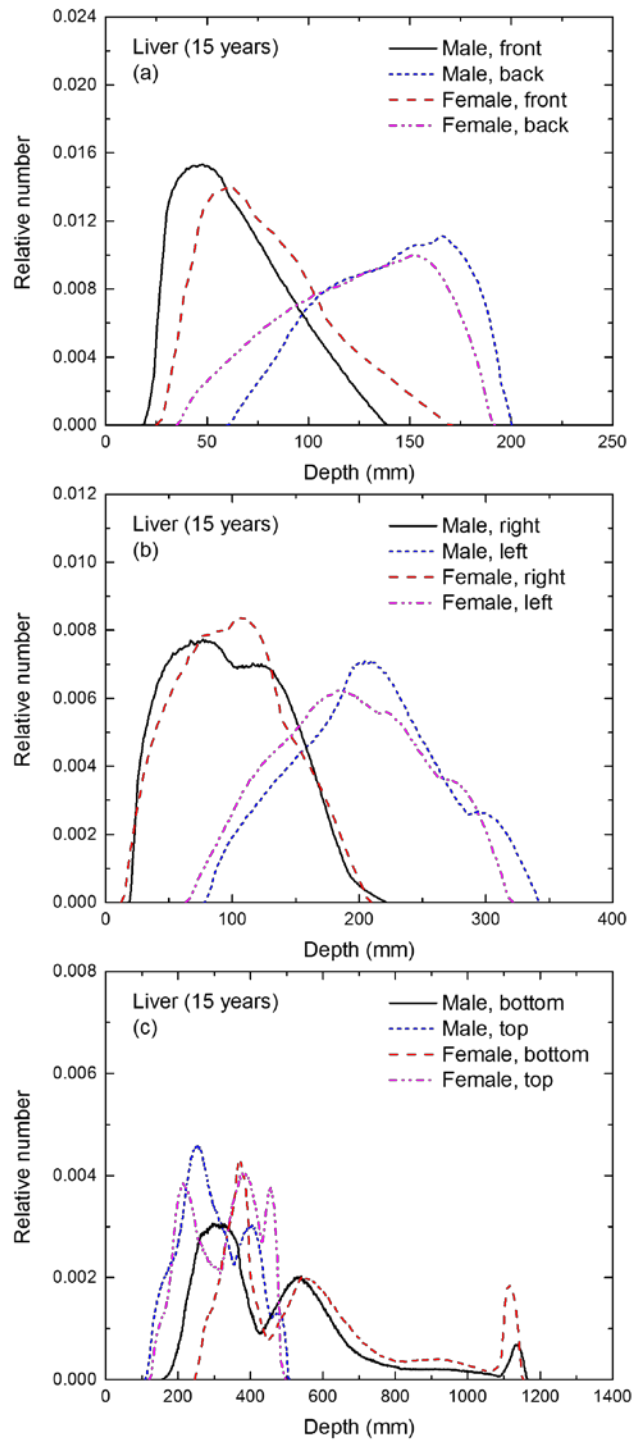 0.024
Liver (15 years)
(a)
Male, front
Male, back
Female, front
Female, back
0.020
0.016
0.012
0.008
0.004
0.000
Relative number
0 50 100 150 200 250
Depth (mm)
0.012
Liver (15 years)
(b)
Male, right
Male, left
Female, right
Female, left
0.010
0.008
0.006
0.004
0.002
0.000
Relative number
0 100 200 300 400
Depth (mm)
0.008
Liver (15 years)
(c)
Male, bottom
Male, top
Female, bottom
Female, top
0.006
0.004
0.002
0.000
Relative number
0 200 400 600 800 1000 1200 1400
Depth (mm)